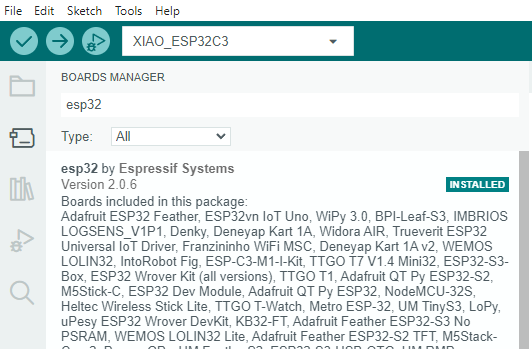 File Edit Sketch Tools Help
XIAO_ESP32C3
BOARDS MANAGER
esp32
Type: All
esp32 by Espressif Systems
Version 2.0.6 INSTALLED
Boards included in this package:
Adafruit ESP32 Feather, ESP32vn IoT Uno, WiPy 3.0, BPI-Leaf-S3, IMBRIOS
LOGSENS_V1P1, Denky, Deneyap Kart 1A, Widora AIR, Trueverit ESP32
Universal IoT Driver, Franzininho WiFi MSC, Deneyap Kart 1A v2, WEMOS
LOLIN32, IntoRobot Fig, ESP-C3-M1-I-Kit, TTGO T7 V1.4 Mini32, ESP32-S3-
Box, ESP32 Wrover Kit (all versions), TTGO T1, Adafruit QT Py ESP32-S2,
M5Stick-C, ESP32 Dev Module, Adafruit QT Py ESP32, NodeMCU-32S,
Heltec Wireless Stick Lite, TTGO T-Watch, Metro ESP-32, UM TinyS3, LoPy,
uPesy ESP32 Wrover DevKit, KB32-FT, Adafruit Feather ESP32-S3 No
PSRAM, WEMOS LOLIN32 Lite, Adafruit Feather ESP32-S2 TFT, M5Stack-